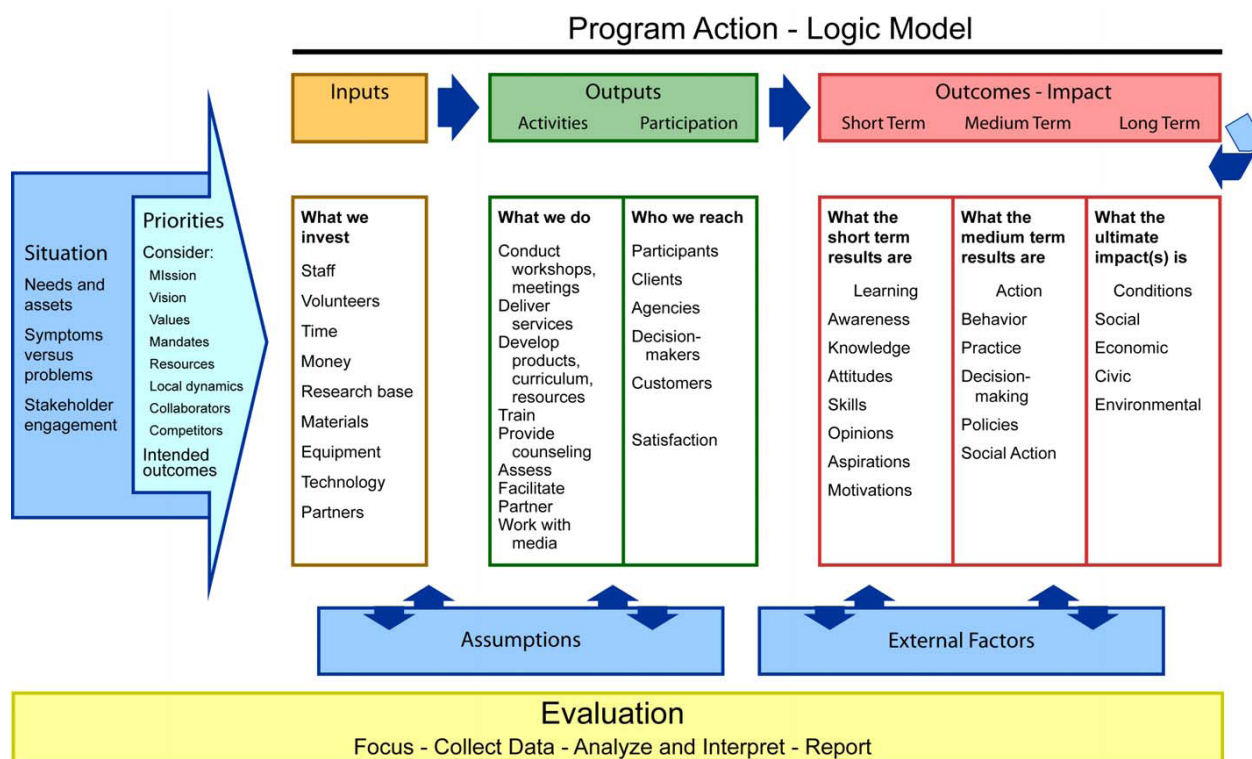 Program Action - Logic Model
Inputs
Outputs
Activities
Participation
Outcomes - Impact
Short Term
Medium Term
Long Term
Situation
Needs and
assets
Symptoms
versus
problems
Stakeholder
engagement
Priorities
Consider:
MIssion
Vision
Values
Mandates
Resources
Local dynamics
Collaborators
Competitors
Intended
outcomes
What we
invest
Staff
Volunteers
Time
Money
Research base
Materials
Equipment
Technology
Partners
What we do
Conduct
workshops,
meetings
Deliver
services
Develop
products,
curriculum,
resources
Train
Provide
counseling
Assess
Facilitate
Partner
Work with
media
Who we reach
Participants
Clients
Agencies
Decision-
makers
Customers
Satisfaction
What the
short term
results are
Learning
Awareness
Knowledge
Attitudes
Skills
Opinions
Aspirations
Motivations
What the
medium term
results are
Action
Behavior
Practice
Decision-
making
Policies
Social Action
What the
ultimate
impact(s) is
Conditions
Social
Economic
Civic
Environmental
Assumptions
External Factors
Evaluation
Focus - Collect Data - Analyze and Interpret - Report